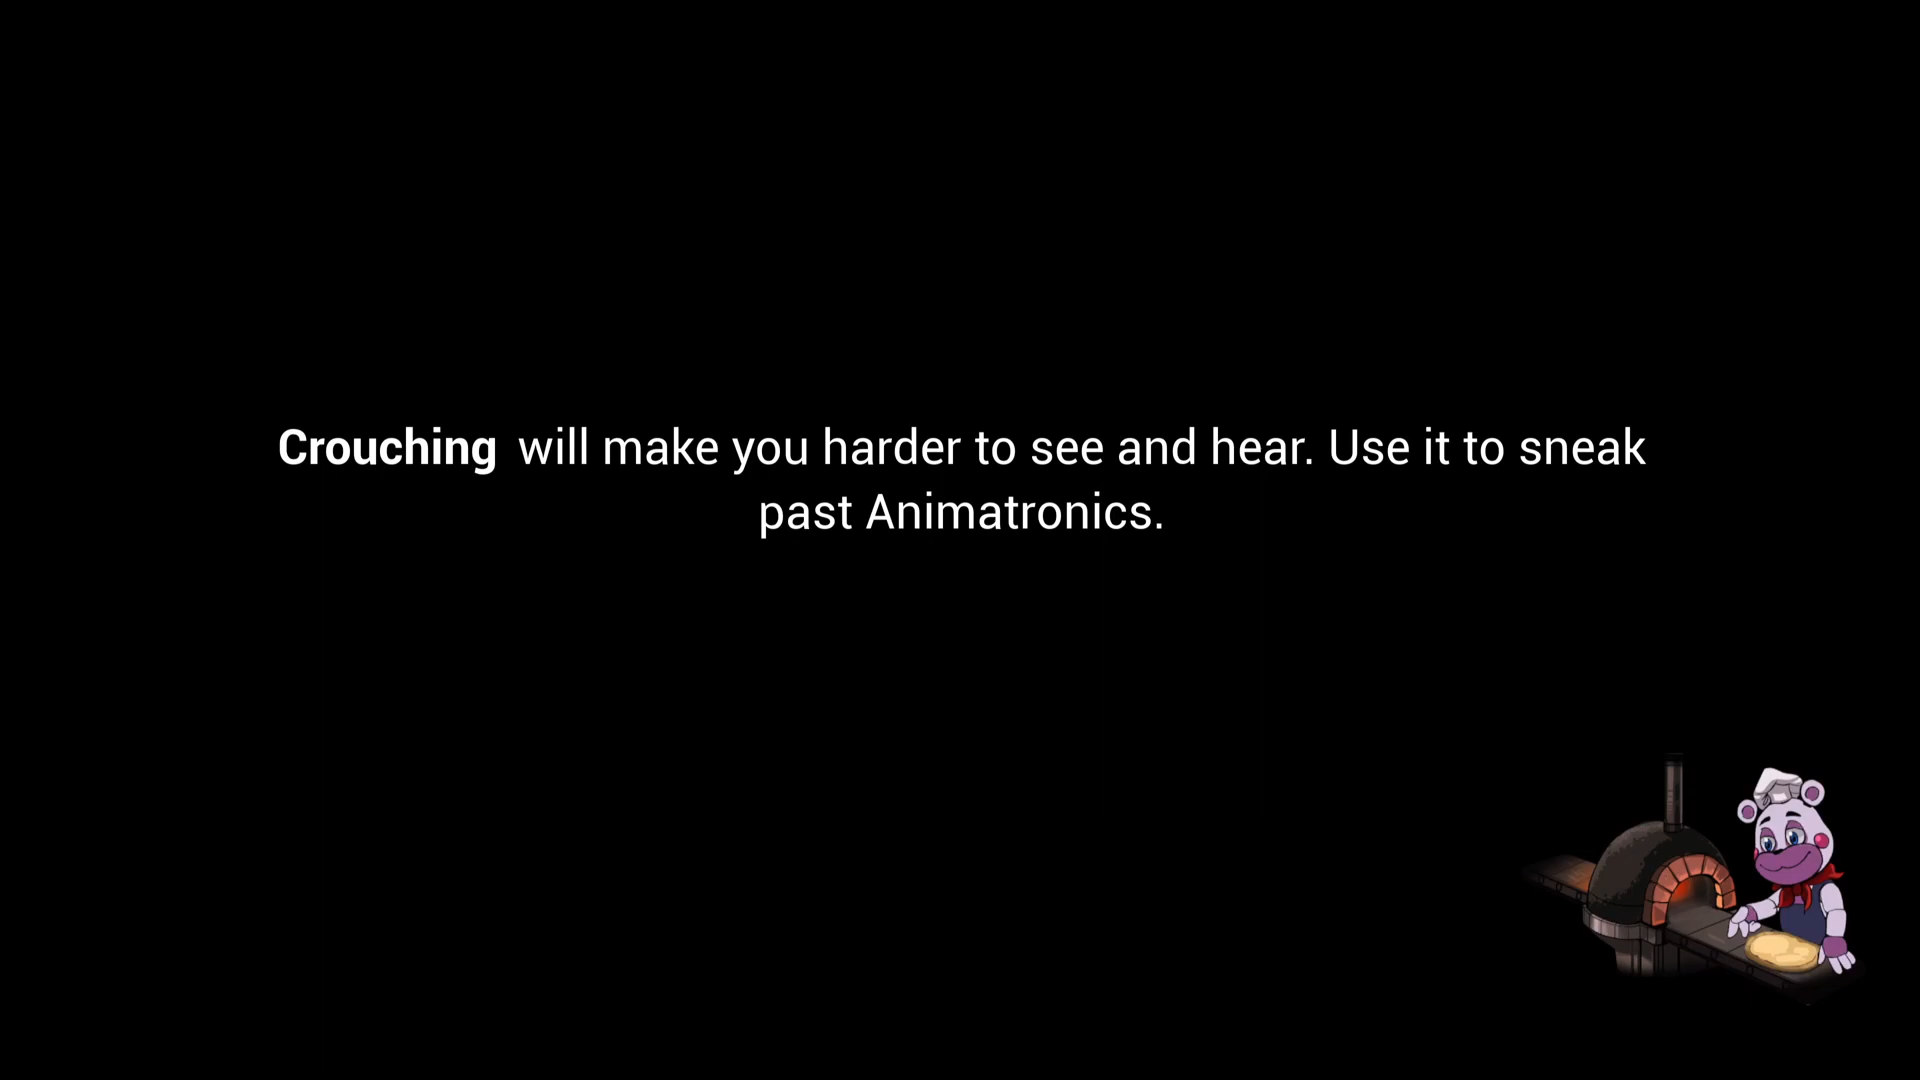 Crouching will make you harder to see and hear. Use it to sneak
past Animatronics.